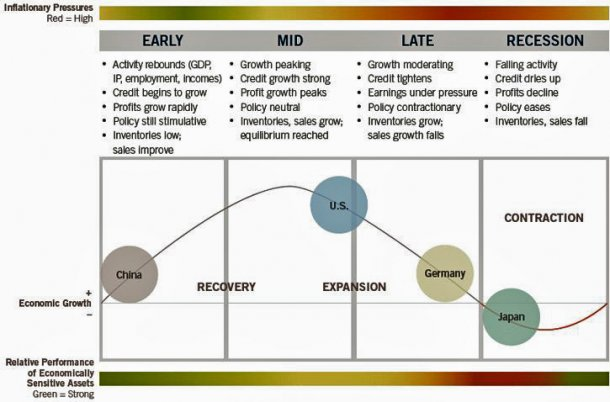 Inflationary Pressures
Red = High
EARLY
• Activity rebounds (GDP,
IP, employment, incomes)
• Credit begins to grow
• Profits grow rapidly
• Policy still stimulative
• Inventories low;
sales improve
MID
• Growth peaking
• Credit growth strong
• Profit growth peaks
• Policy neutral
• Inventories, sales grow;
equilibrium reached
LATE
• Growth moderating
• Credit tightens
• Earnings under pressure
• Policy contractionary
• Inventories grow;
sales growth falls
RECESSION
• Falling activity
• Credit dries up
• Profits decline
• Policy eases
• Inventories, sales fall
U.S.
CONTRACTION
China
Germany
RECOVERY
EXPANSION
+
Economic Growth
–
Japan
Relative Performance
of Economically
Sensitive Assets
Green = Strong